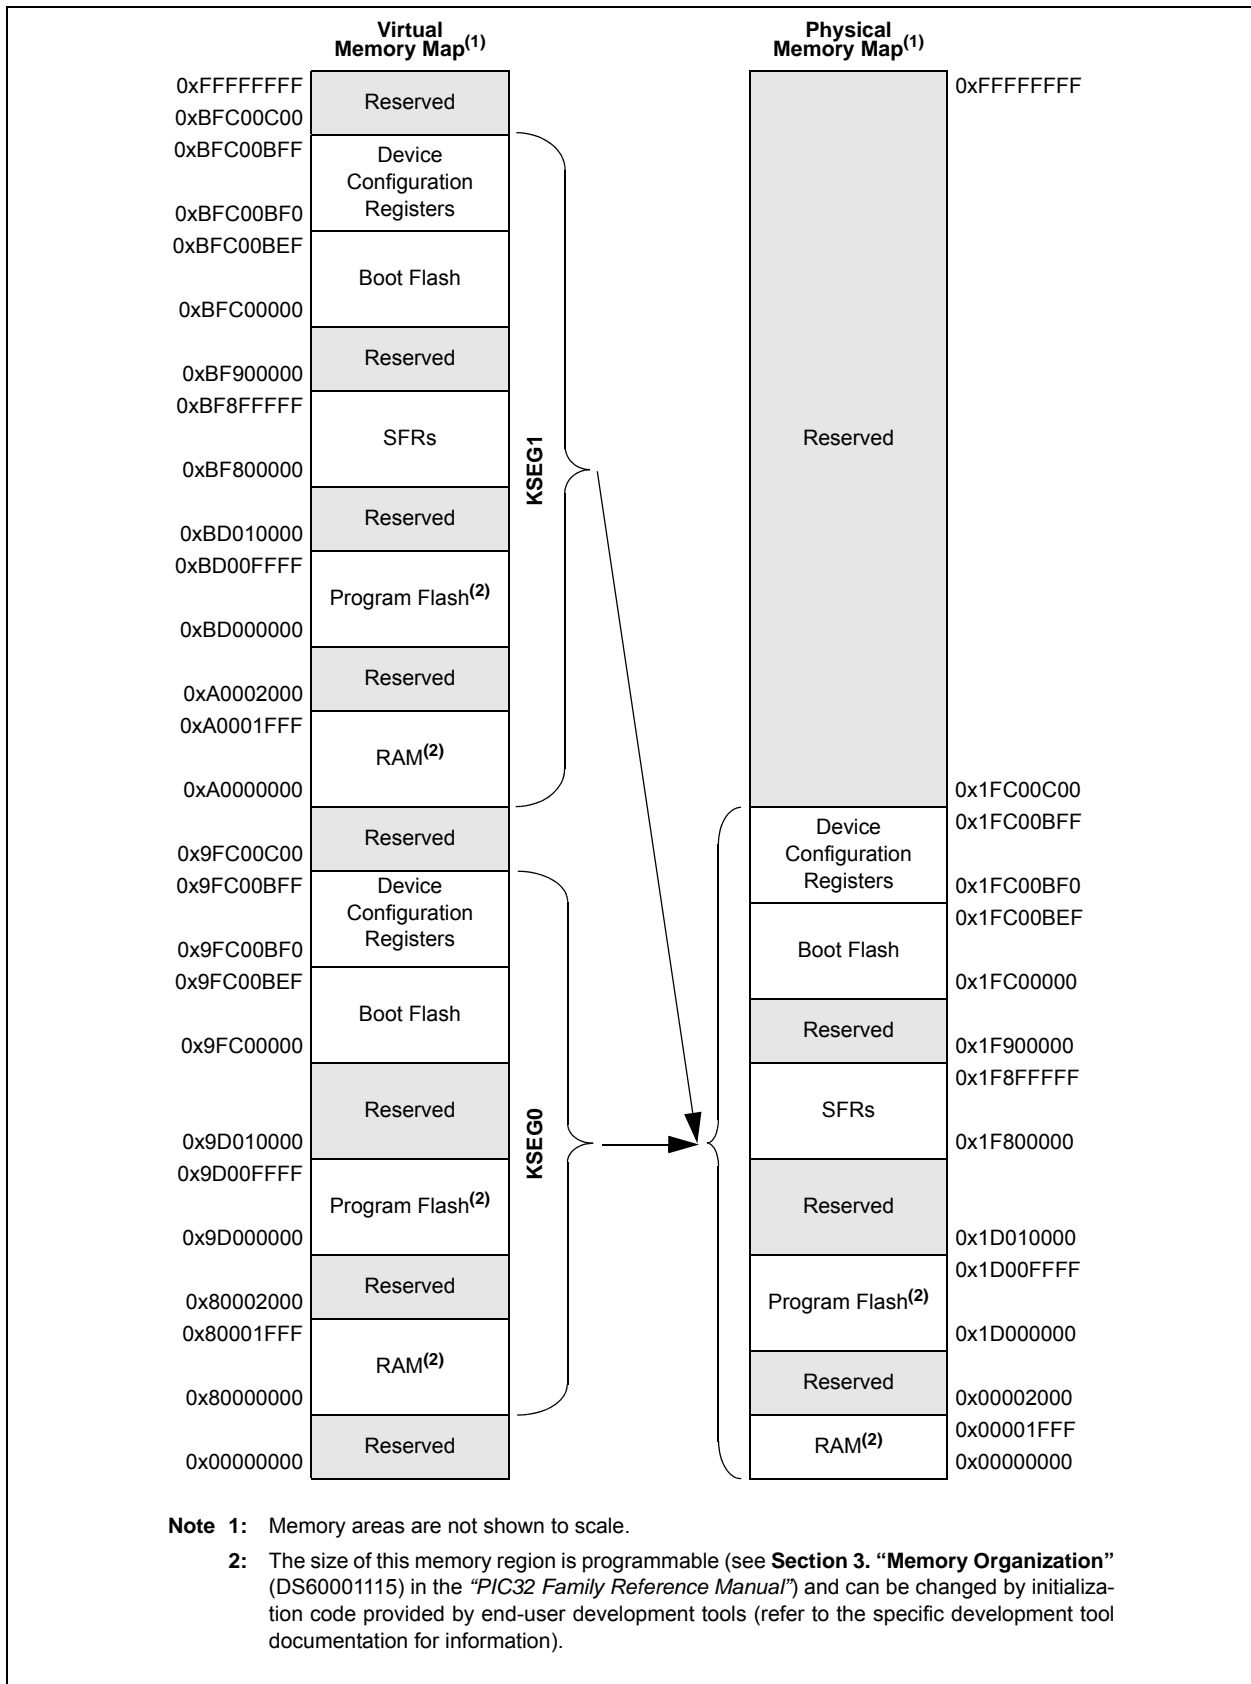 Virtual
Memory Map(1)
0xFFFFFFFF
Reserved
0xBFC00C00
0xBFC00BFF
Device
Configuration
Registers
0xBFC00BF0
0xBFC00BEF
Boot Flash
0xBFC00000
Reserved
0xBF900000
0xBF8FFFFF
SFRs
0xBF800000
Reserved
0xBD010000
0xBD00FFFF
Program Flash(2)
0xBD000000
Reserved
0xA0002000
0xA0001FFF
RAM(2)
0xA0000000
KSEG1
Reserved
0x9FC00C00
0x9FC00BFF
Device
Configuration
Registers
0x9FC00BF0
0x9FC00BEF
Boot Flash
0x9FC00000
Reserved
0x9D010000
0x9D00FFFF
Program Flash(2)
0x9D000000
Reserved
0x80002000
0x80001FFF
RAM(2)
0x80000000
KSEG0
Reserved
0x00000000
Physical
Memory Map(1)
0xFFFFFFFF
Reserved
0x1FC00C00
0x1FC00BFF
Device
Configuration
Registers
0x1FC00BF0
0x1FC00BEF
Boot Flash
0x1FC00000
Reserved
0x1F900000
0x1F8FFFFF
SFRs
0x1F800000
Reserved
0x1D010000
0x1D00FFFF
Program Flash(2)
0x1D000000
Reserved
0x00002000
0x00001FFF
RAM(2)
0x00000000
Note 1: Memory areas are not shown to scale.
2: The size of this memory region is programmable (see Section 3. “Memory Organization”
(DS60001115) in the “PIC32 Family Reference Manual”) and can be changed by initializa-
tion code provided by end-user development tools (refer to the specific development tool
documentation for information).